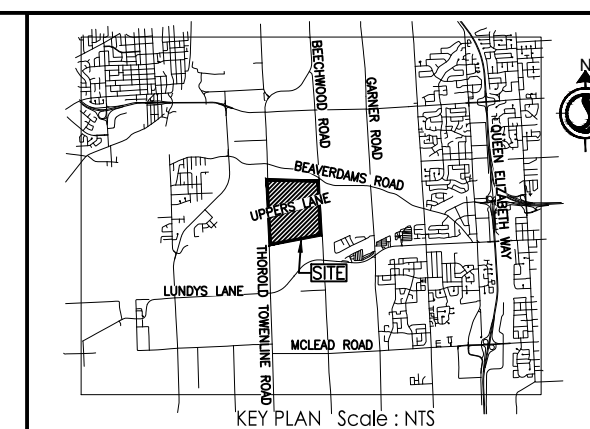 BEECHWOOD ROAD
GARNER ROAD
N
QUEEN ELIZABETH WAY
BEAVERDAMS ROAD
UPPERS LANE
THOROLD TOWENLINE ROAD
SITE
LUNDYS LANE
MCLEAD ROAD
KEY PLAN Scale : NTS